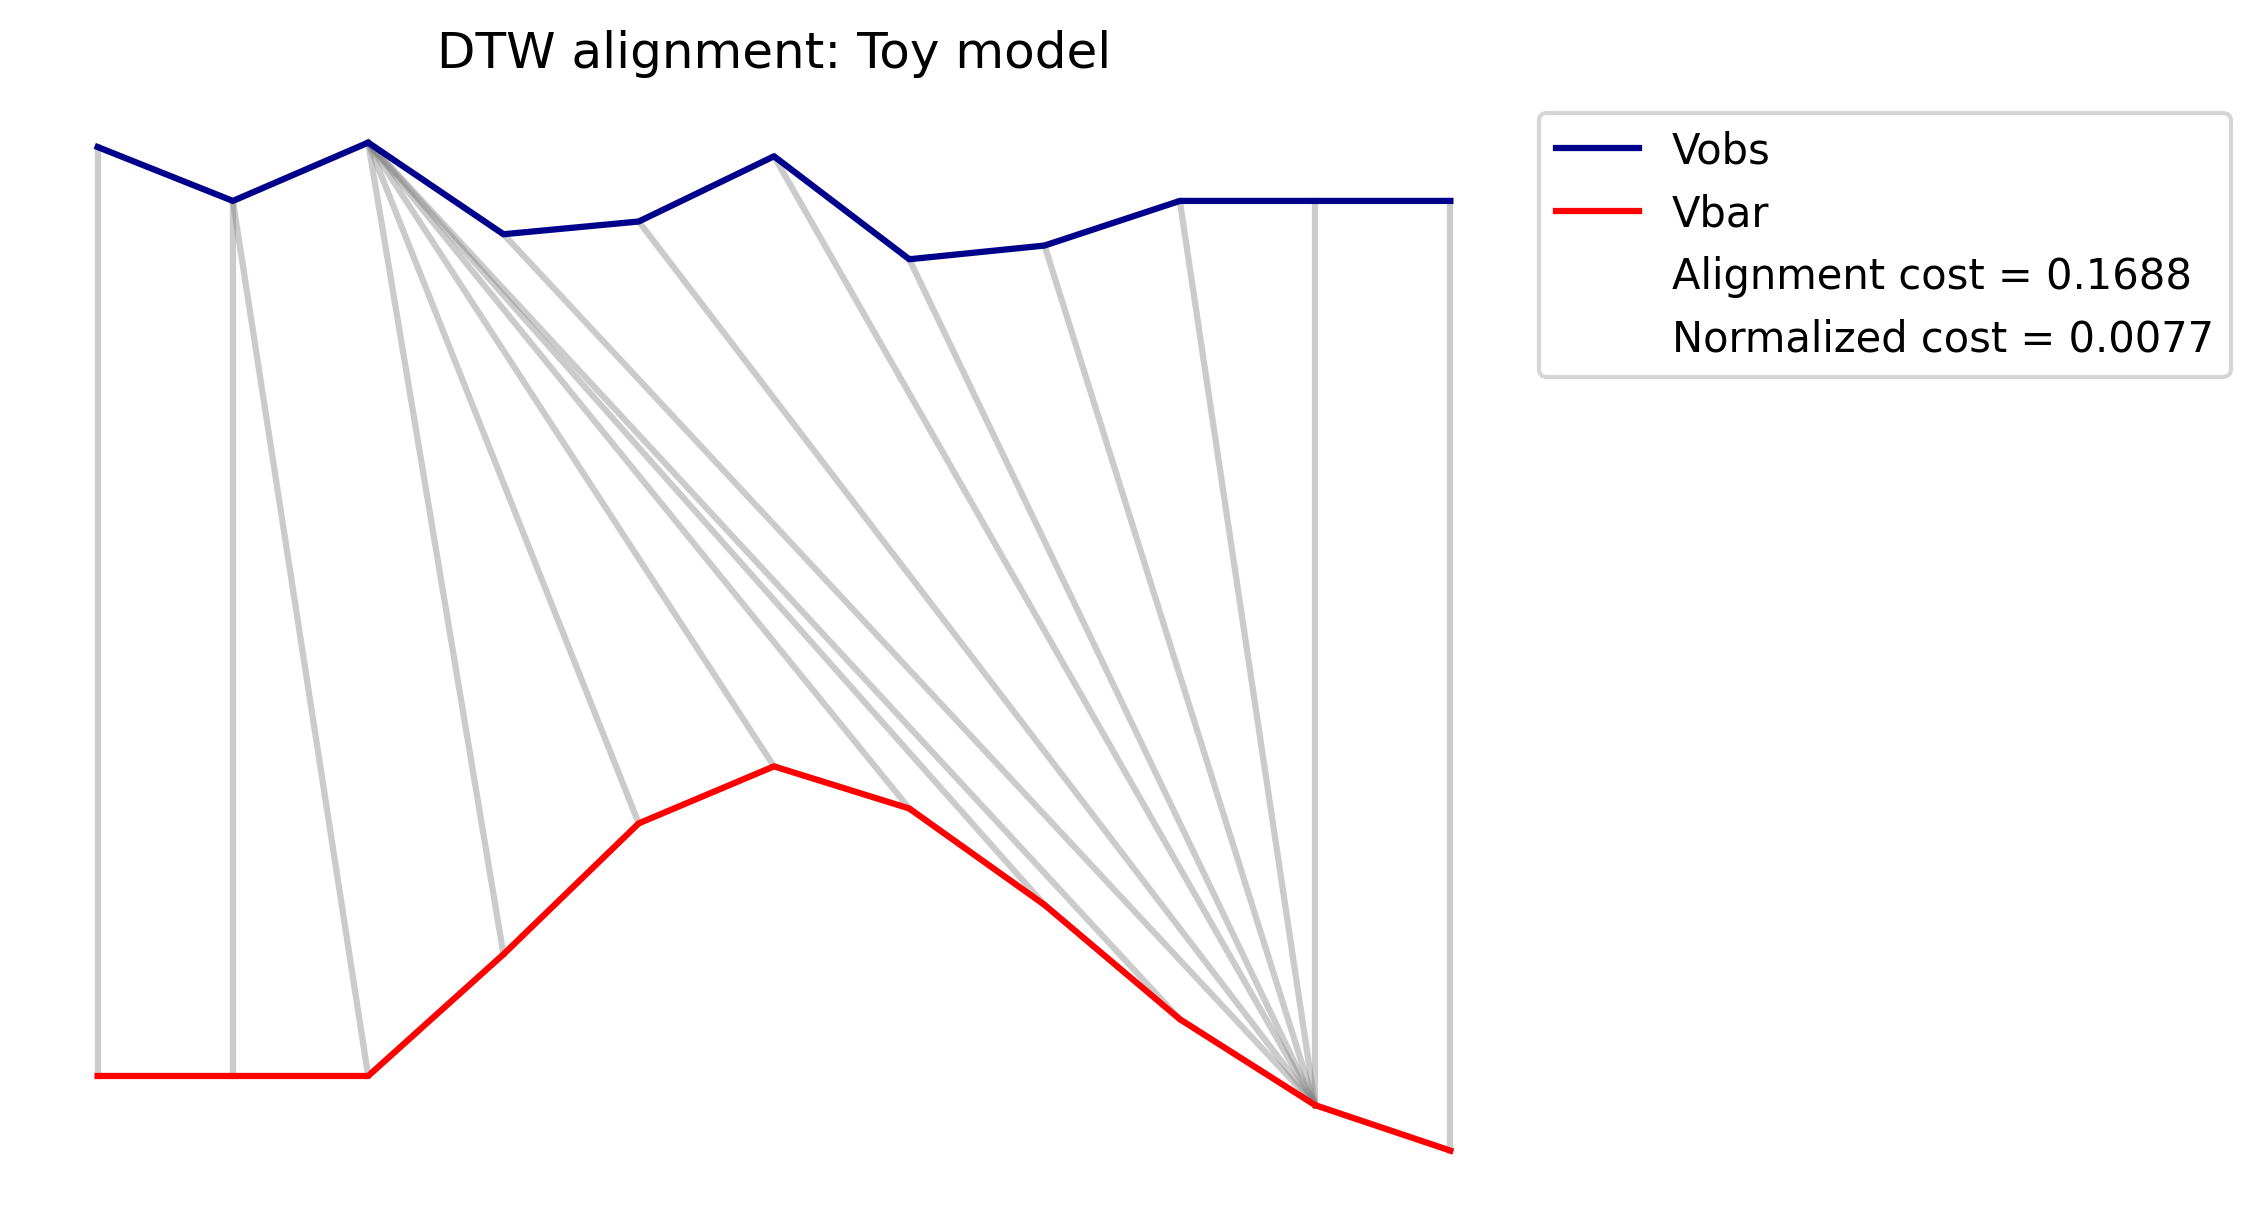 DTW alignment: Toy model
Vobs
Vbar
Alignment cost = 0.1688
Normalized cost = 0.0077